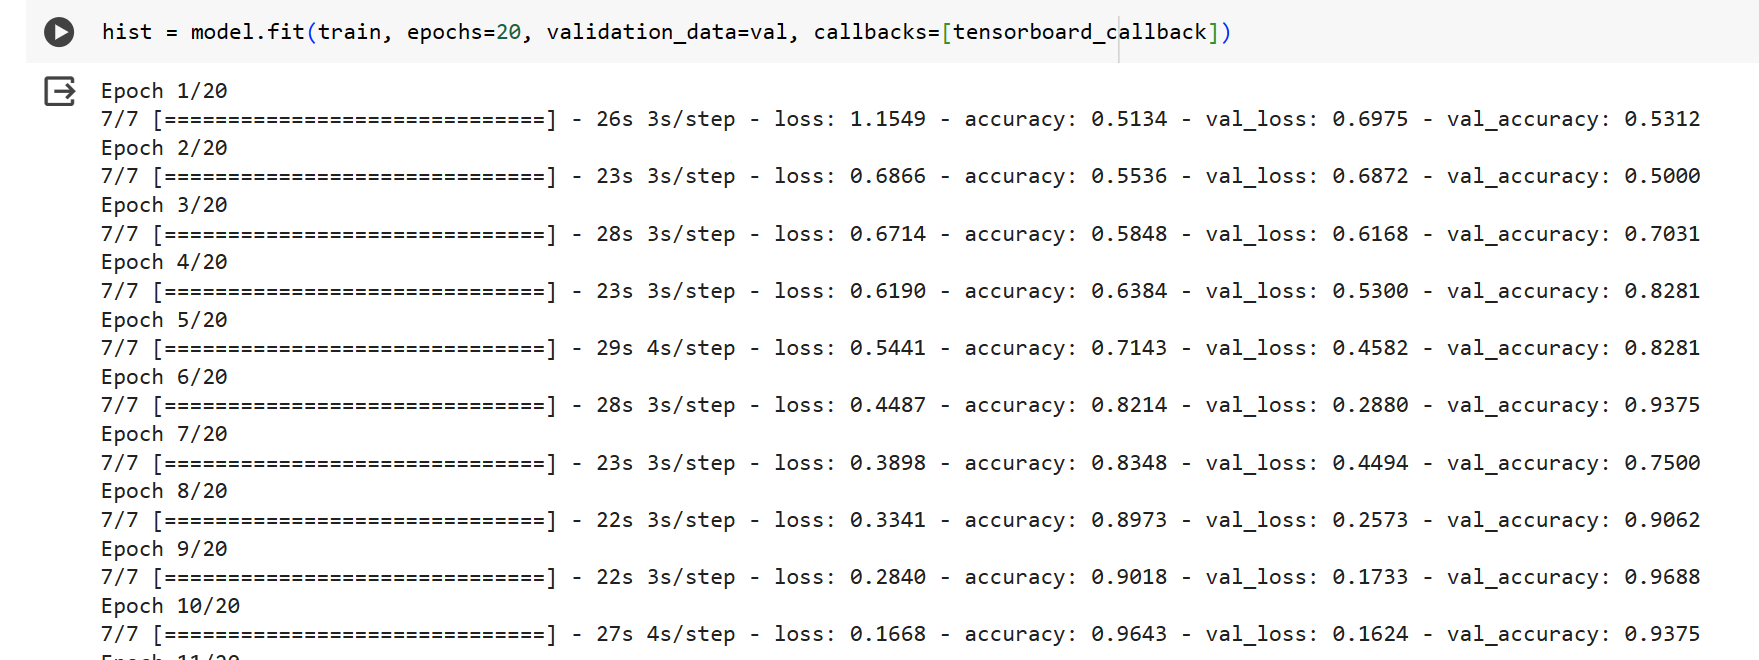 hist = model.fit(train, epochs=20, validation_data=val, callbacks=[tensorboard_callback])
Epoch 1/20
7/7 [==============================] - 26s 3s/step - loss: 1.1549 - accuracy: 0.5134 - val_loss: 0.6975 - val_accuracy: 0.5312
Epoch 2/20
7/7 [==============================] - 23s 3s/step - loss: 0.6866 - accuracy: 0.5536 - val_loss: 0.6872 - val_accuracy: 0.5000
Epoch 3/20
7/7 [==============================] - 28s 3s/step - loss: 0.6714 - accuracy: 0.5848 - val_loss: 0.6168 - val_accuracy: 0.7031
Epoch 4/20
7/7 [==============================] - 23s 3s/step - loss: 0.6190 - accuracy: 0.6384 - val_loss: 0.5300 - val_accuracy: 0.8281
Epoch 5/20
7/7 [==============================] - 29s 4s/step - loss: 0.5441 - accuracy: 0.7143 - val_loss: 0.4582 - val_accuracy: 0.8281
Epoch 6/20
7/7 [==============================] - 28s 3s/step - loss: 0.4487 - accuracy: 0.8214 - val_loss: 0.2880 - val_accuracy: 0.9375
Epoch 7/20
7/7 [==============================] - 23s 3s/step - loss: 0.3898 - accuracy: 0.8348 - val_loss: 0.4494 - val_accuracy: 0.7500
Epoch 8/20
7/7 [==============================] - 22s 3s/step - loss: 0.3341 - accuracy: 0.8973 - val_loss: 0.2573 - val_accuracy: 0.9062
Epoch 9/20
7/7 [==============================] - 22s 3s/step - loss: 0.2840 - accuracy: 0.9018 - val_loss: 0.1733 - val_accuracy: 0.9688
Epoch 10/20
7/7 [==============================] - 27s 4s/step - loss: 0.1668 - accuracy: 0.9643 - val_loss: 0.1624 - val_accuracy: 0.9375
Epoch 11/20